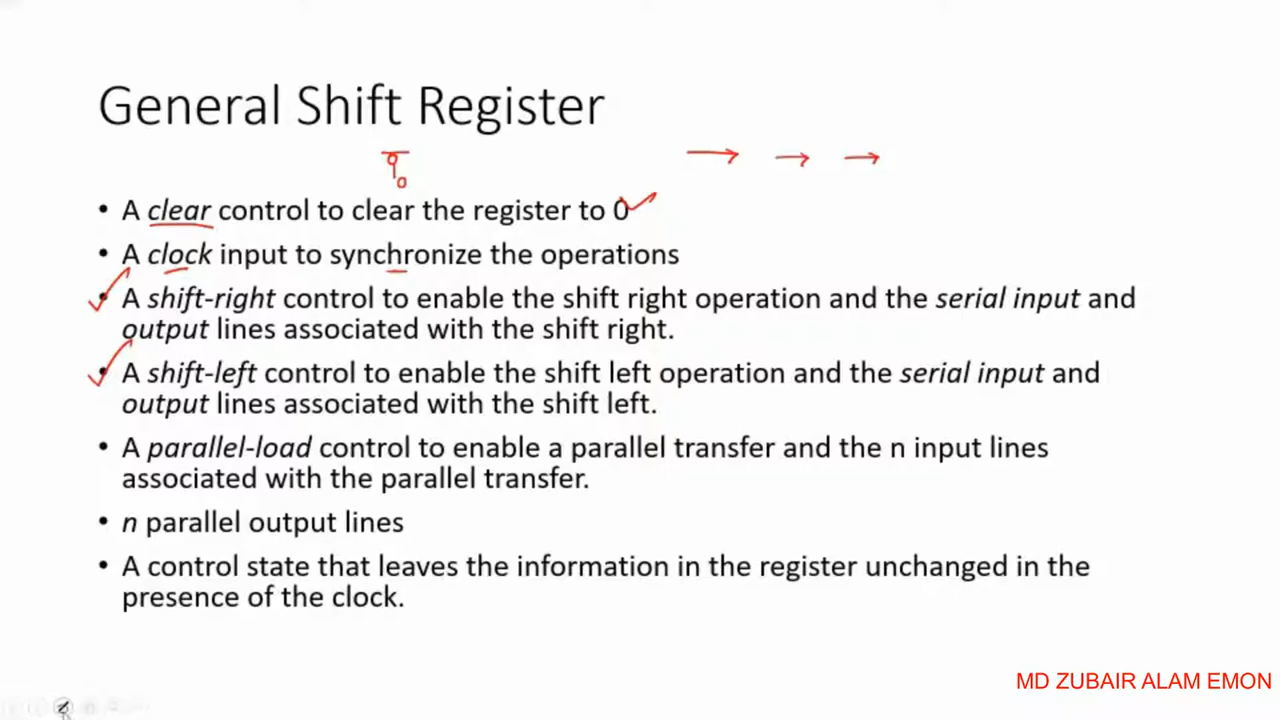 General Shift Register
• A clear control to clear the register to 0
• A clock input to synchronize the operations
• A shift-right control to enable the shift right operation and the serial input and
output lines associated with the shift right.
• A shift-left control to enable the shift left operation and the serial input and
output lines associated with the shift left.
• A parallel-load control to enable a parallel transfer and the n input lines
associated with the parallel transfer.
• n parallel output lines
• A control state that leaves the information in the register unchanged in the
presence of the clock.
MD ZUBAIR ALAM EMON